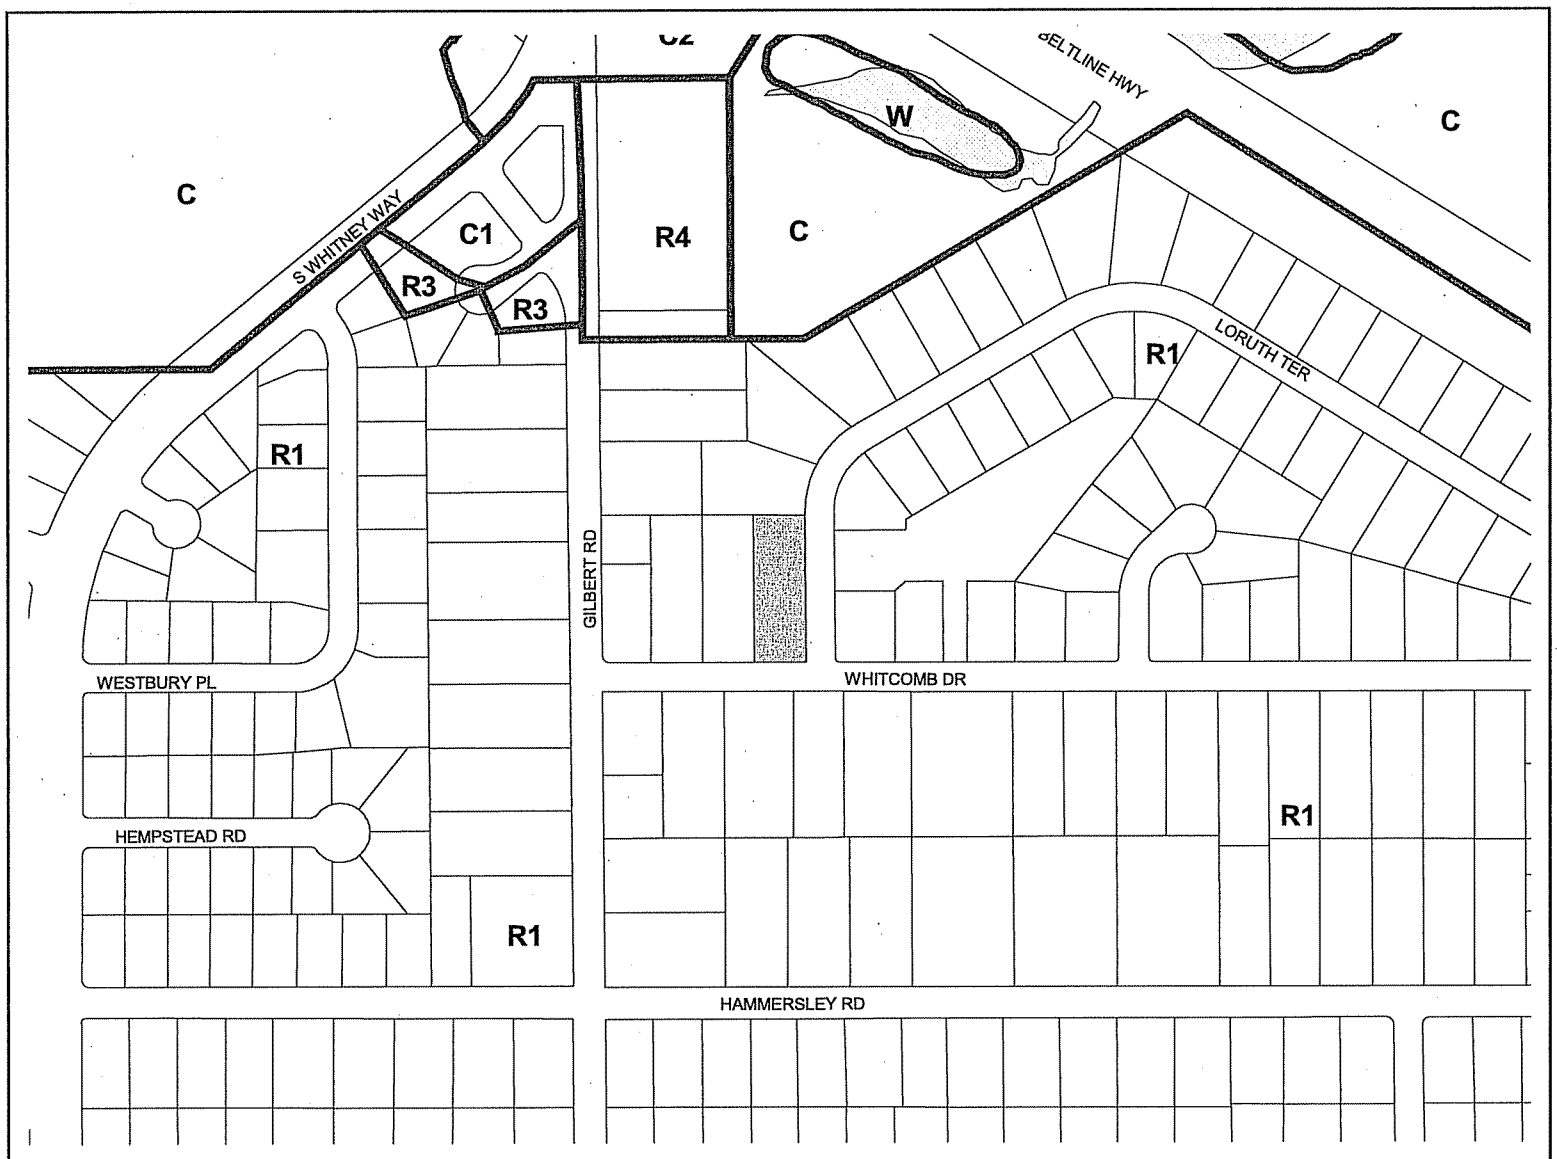 C2
BELTLINE HWY
W
C
C
S WHITNEY WAY
C1
R4
C
R3
R3
LORUTH TER
R1
R1
GILBERT RD
WESTBURY PL
WHITCOMB DR
R1
HEMPSTEAD RD
R1
HAMMERSLEY RD